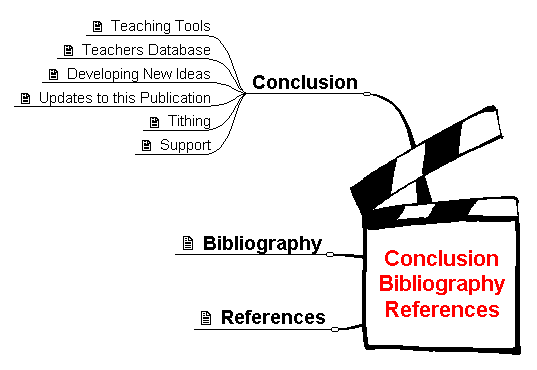 Teaching Tools
Teachers Database
Developing New Ideas
Updates to this Publication
Tithing
Support
Conclusion
Bibliography
References
Conclusion
Bibliography
References